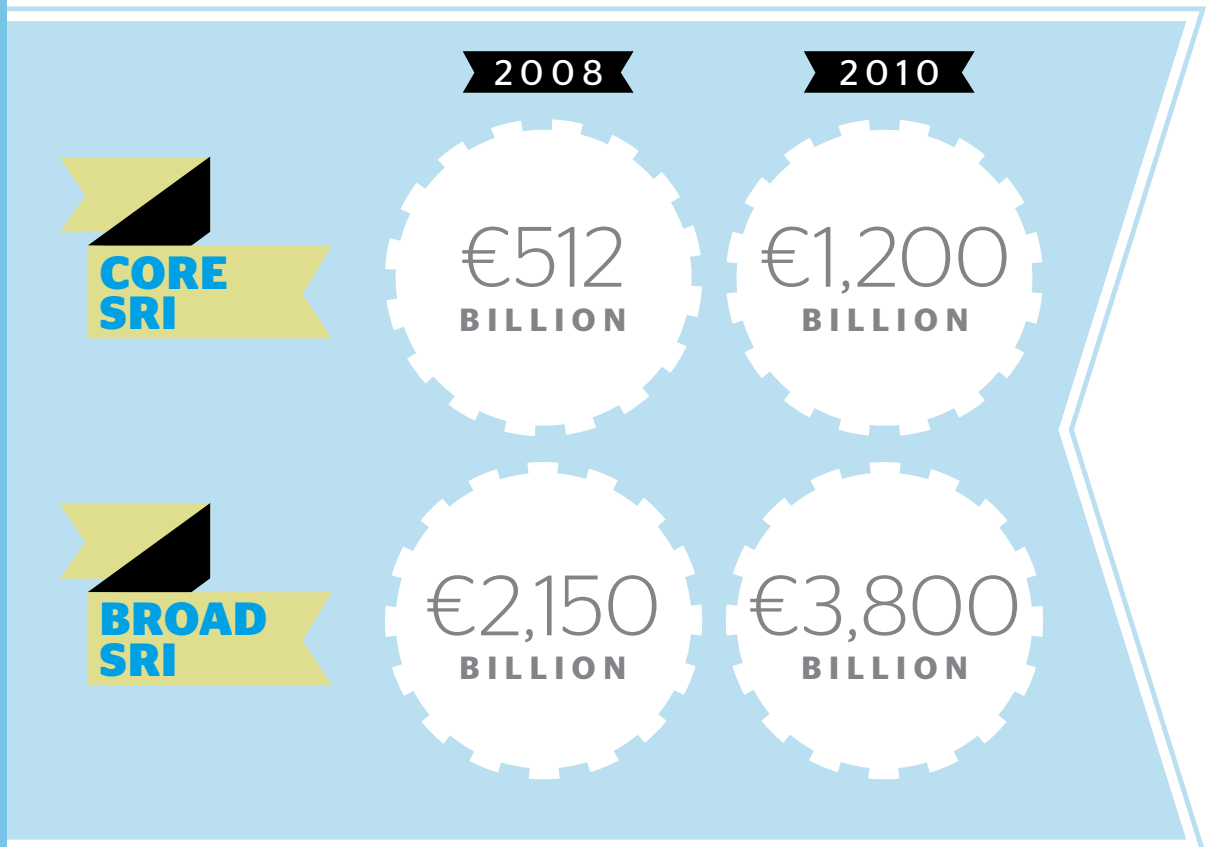 2008
2010
CORE
SRI
€512
BILLION
€1,200
BILLION
BROAD
SRI
€2,150
BILLION
€3,800
BILLION